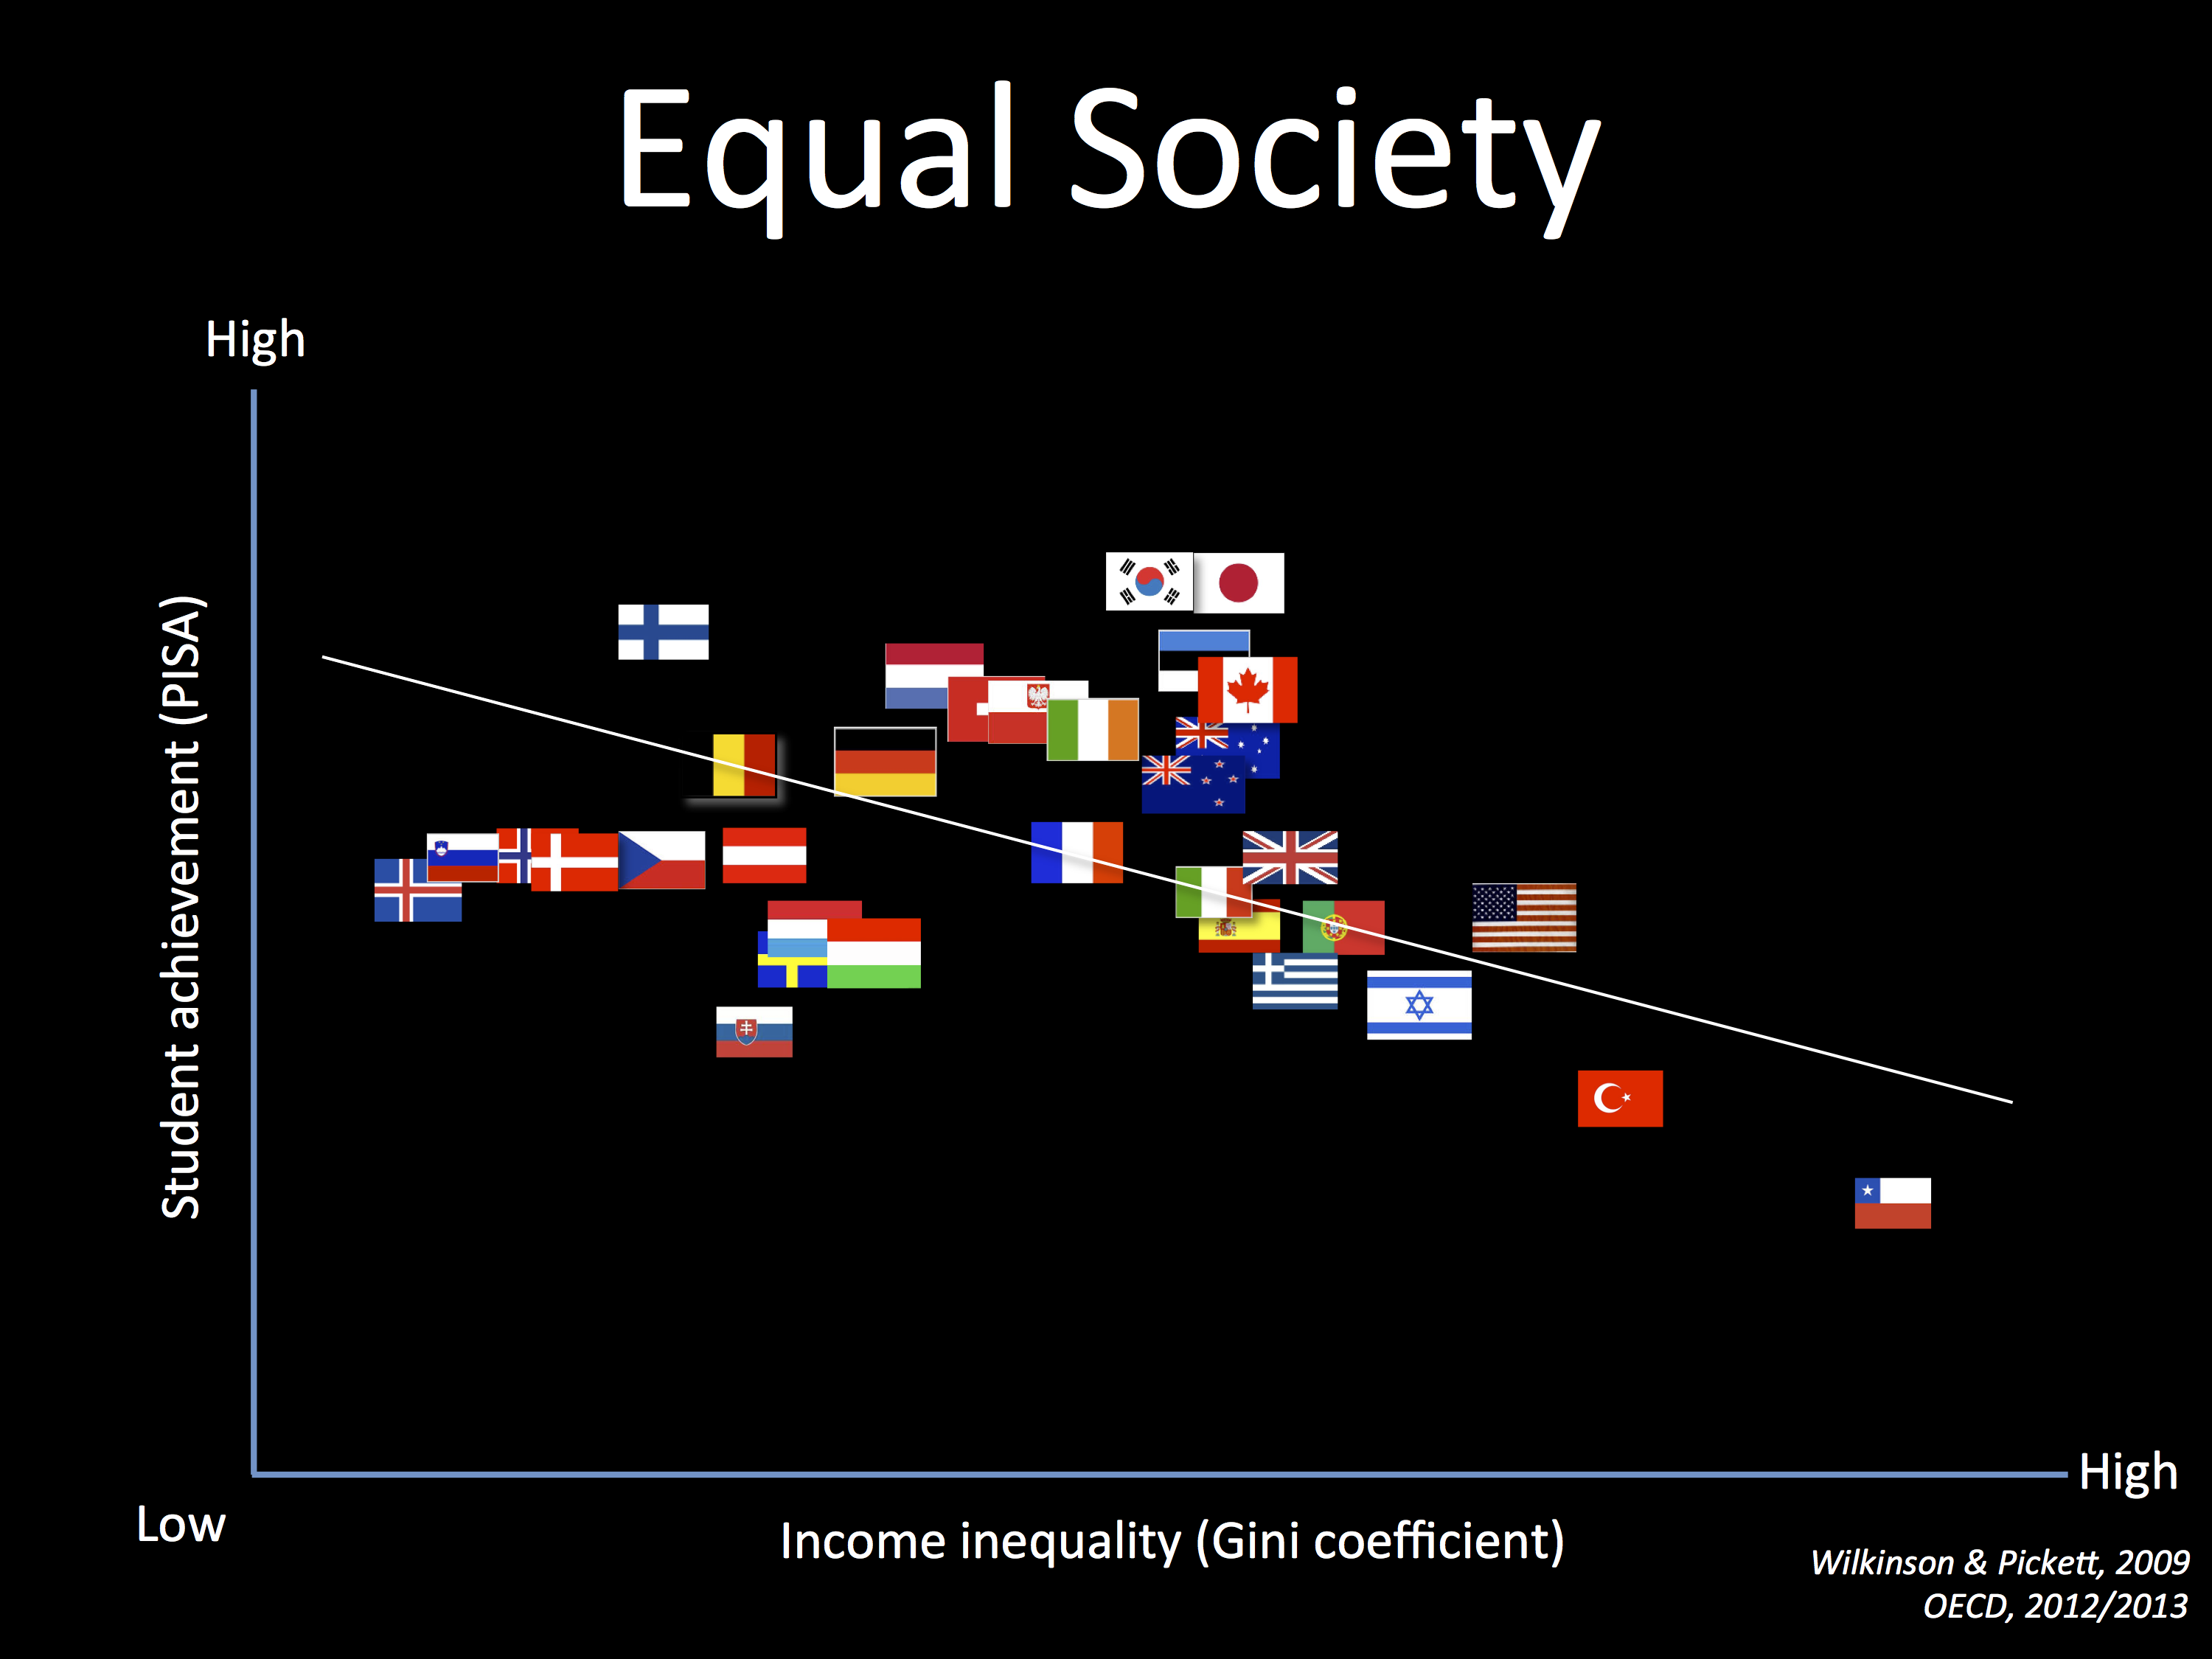 Equal Society
High
Student achievement (PISA)
High
Low
Income inequality (Gini coefficient)
Wilkinson & Pickett, 2009
OECD, 2012/2013